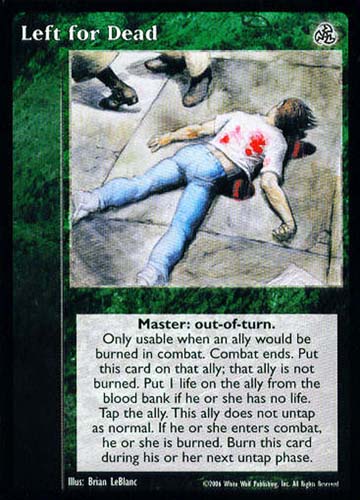 Left for Dead
Master: out-of-turn.
Only usable when an ally would be
burned in combat. Combat ends. Put
this card on that ally; that ally is not
burned. Put 1 life on the ally from the
blood bank if he or she has no life.
Tap the ally. This ally does not untap
as normal. If he or she enters combat,
he or she is burned. Burn this card
during his or her next untap phase.
Illus: Brian LeBlanc
©2006 White Wolf Publishing, Inc. All Rights Reserved